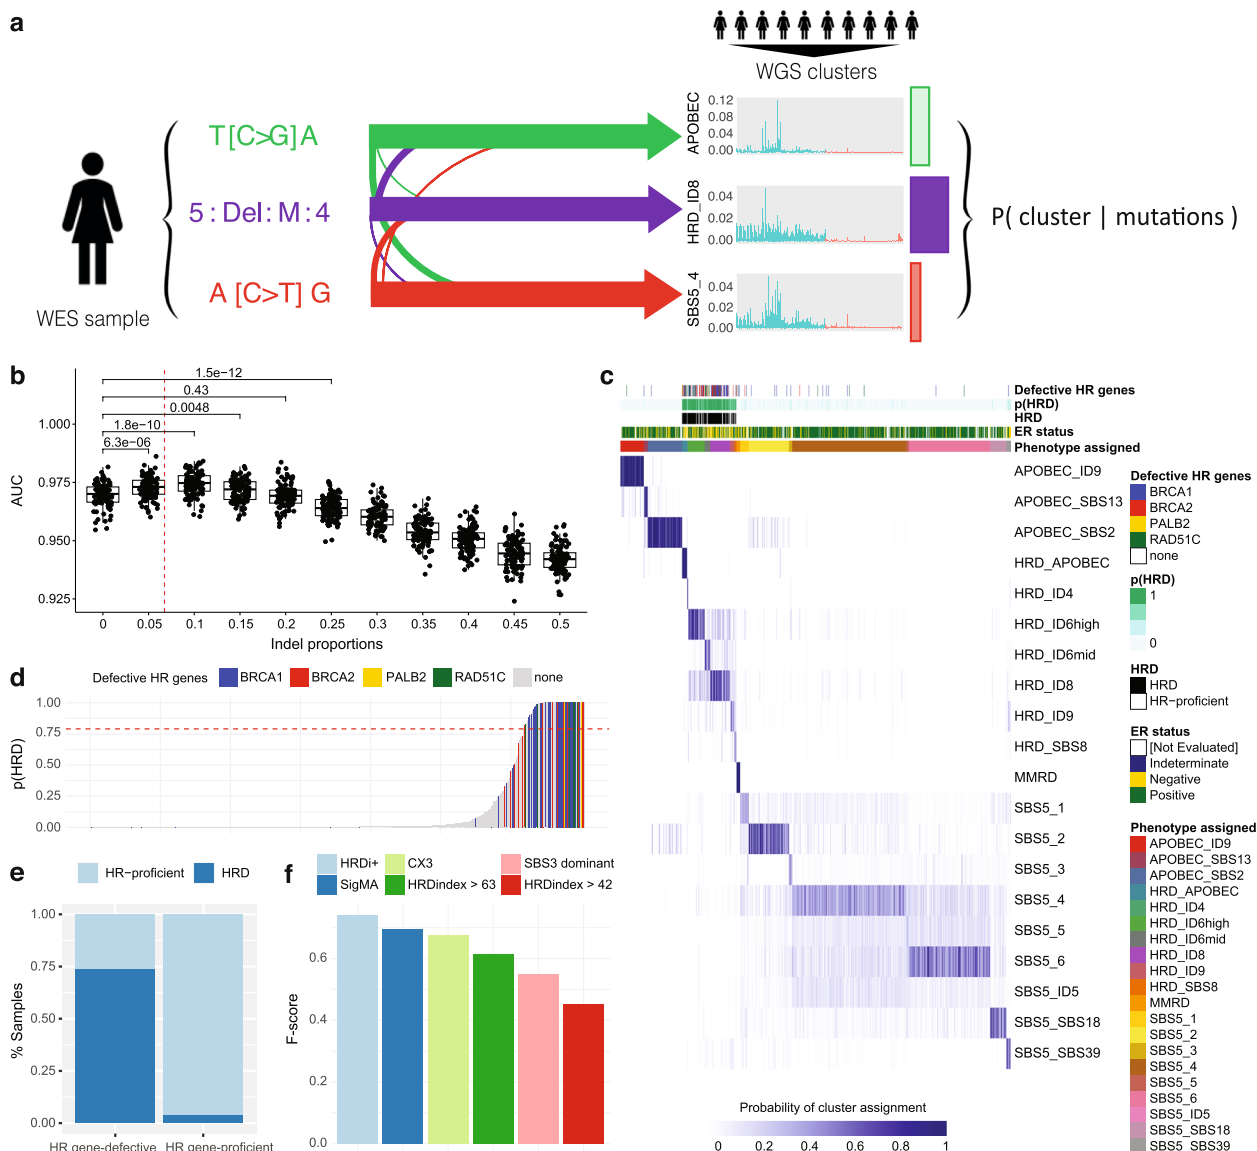 a
WGS clusters
T[C>G]A
5:Del:M:4
A [C>T] G
WES sample
APOBEC
0.12
0.08
0.04
0.00
HRD_ID8
0.04
0.02
0.00
SBS5_4
0.04
0.02
0.00
P( cluster | mutations )
b
1.5e−12
0.43
0.0048
1.8e−10
6.3e−06
AUC
1.000
0.975
0.950
0.925
0 0.05 0.1 0.15 0.2 0.25 0.3 0.35 0.4 0.45 0.5
Indel proportions
c
Defective HR genes
p(HRD)
HRD
ER status
Phenotype assigned
APOBEC_ID9
APOBEC_SBS13
APOBEC_SBS2
HRD_APOBEC
HRD_ID4
HRD_ID6high
HRD_ID6mid
HRD_ID8
HRD_ID9
HRD_SBS8
MMRD
SBS5_1
SBS5_2
SBS5_3
SBS5_4
SBS5_5
SBS5_6
SBS5_ID5
SBS5_SBS18
SBS5_SBS39
Probability of cluster assignment
0 0.2 0.4 0.6 0.8 1
Defective HR genes
BRCA1
BRCA2
PALB2
RAD51C
none
p(HRD)
1
0
HRD
HRD
HR−proficient
ER status
[Not Evaluated]
Indeterminate
Negative
Positive
Phenotype assigned
APOBEC_ID9
APOBEC_SBS13
APOBEC_SBS2
HRD_APOBEC
HRD_ID4
HRD_ID6high
HRD_ID6mid
HRD_ID8
HRD_ID9
HRD_SBS8
MMRD
SBS5_1
SBS5_2
SBS5_3
SBS5_4
SBS5_5
SBS5_6
SBS5_ID5
SBS5_SBS18
SBS5_SBS39
d
Defective HR genes BRCA1 BRCA2 PALB2 RAD51C none
p(HRD)
1.00
0.75
0.50
0.25
0.00
e
HR−proficient HRD
% Samples
1.00
0.75
0.50
0.25
0.00
HR gene-defective HR gene-proficient
f
HRDi+ CX3 SBS3 dominant
SigMA HRDindex > 63 HRDindex > 42
F-score
0.6
0.4
0.2
0.0